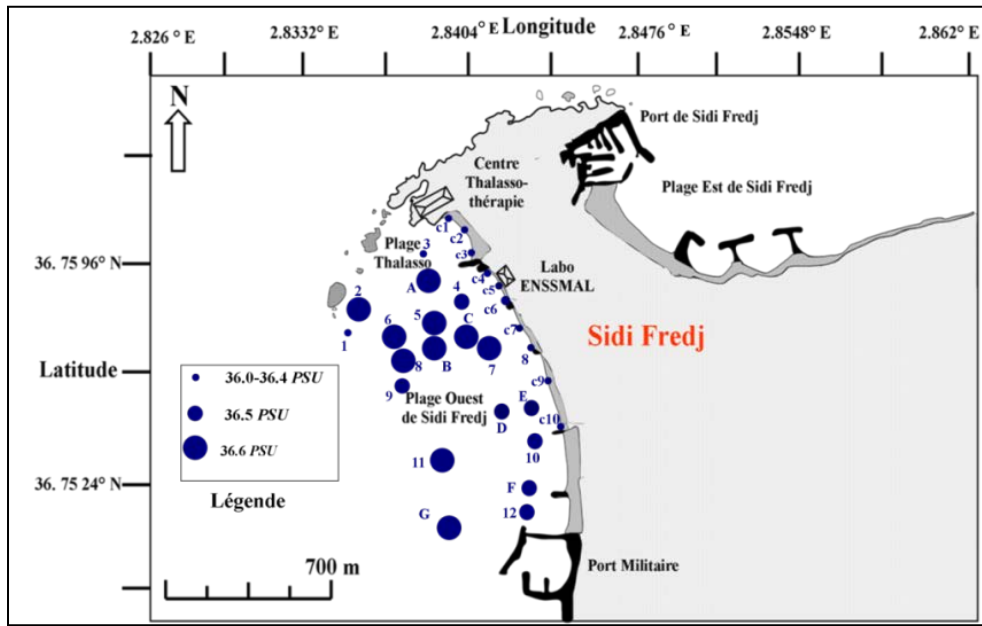 Longitude
2.826 ° E
2.8332 ° E
2.8404 ° E
2.8476 ° E
2.8548° E
2.862° E
N
Port de Sidi Fredj
Centre
Thalasso-
thérapie
Plage Est de Sidi Fredj
c1
c2
3
Plage
Thalasso
c3
36.75 96° N
Labo
ENSSMAL
A
c4
c5
2
4
c6
5
C
6
c7
1
Sidi Fredj
8
B
7
8
Latitude
36.0-36.4 PSU
9
c9
Plage Ouest
de Sidi Fredj
E
36.5 PSU
D
c10
10
36.6 PSU
11
36. 75 24° N
F
Légende
G
12
700 m
Port Militaire